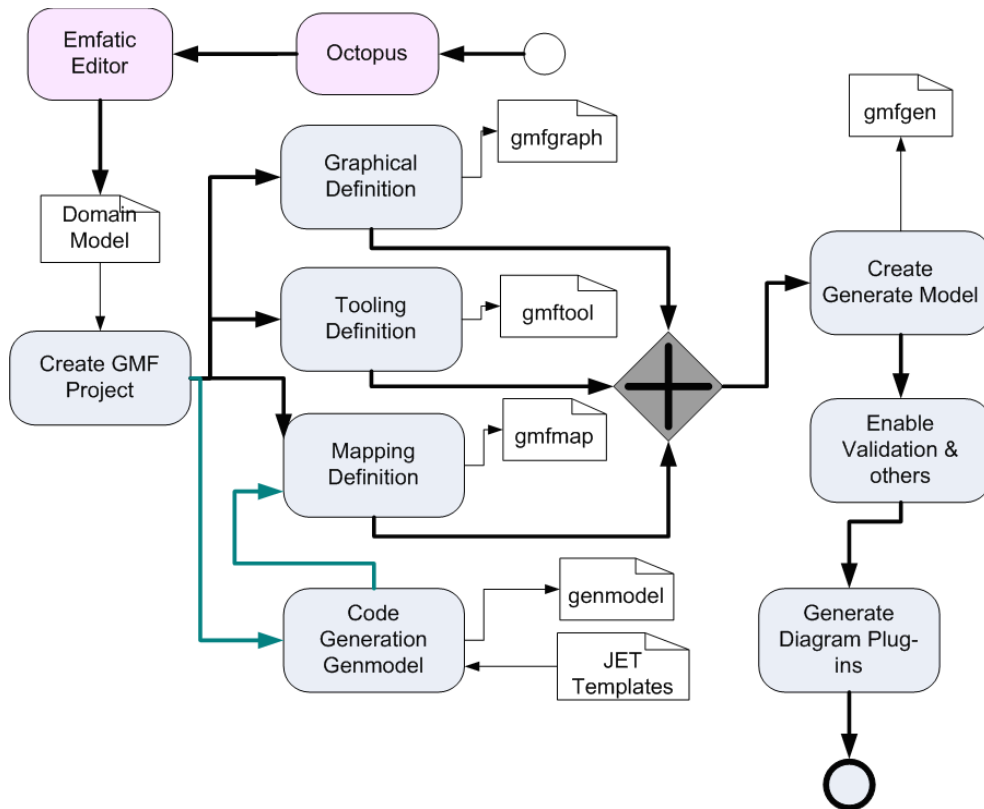 Emfatic
Editor
Octopus
gmfgraph
gmfgen
Graphical
Definition
Domain
Model
Create
Generate Model
Tooling
Definition
gmftool
Create GMF
Project
gmfmap
Mapping
Definition
Enable
Validation &
others
Code
Generation
Genmodel
genmodel
JET
Templates
Generate
Diagram Plug-
ins